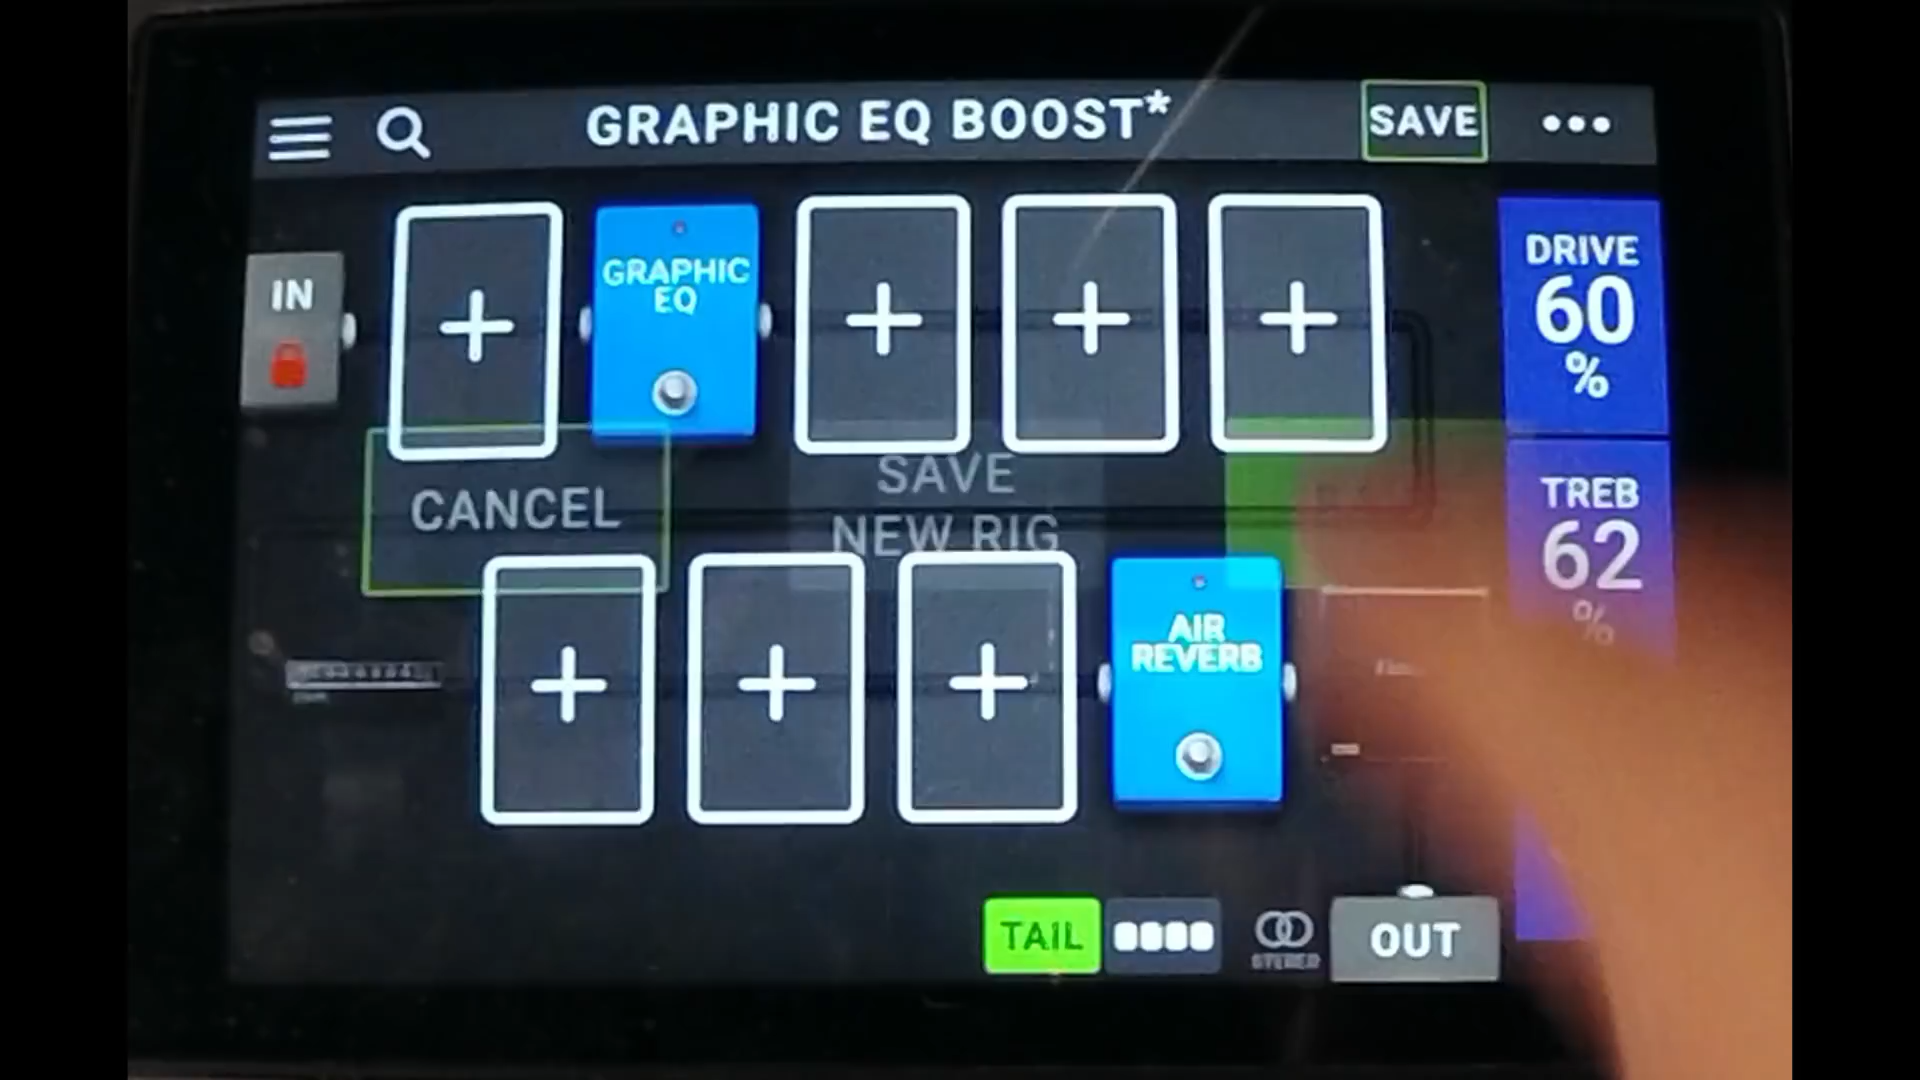 GRAPHIC EQ BOOST*
SAVE
IN
GRAPHIC
EQ
DRIVE
60
%
TREB
62
%
CANCEL
SAVE
NEW RIG
AIR
REVERB
TAIL
STEREO
OUT